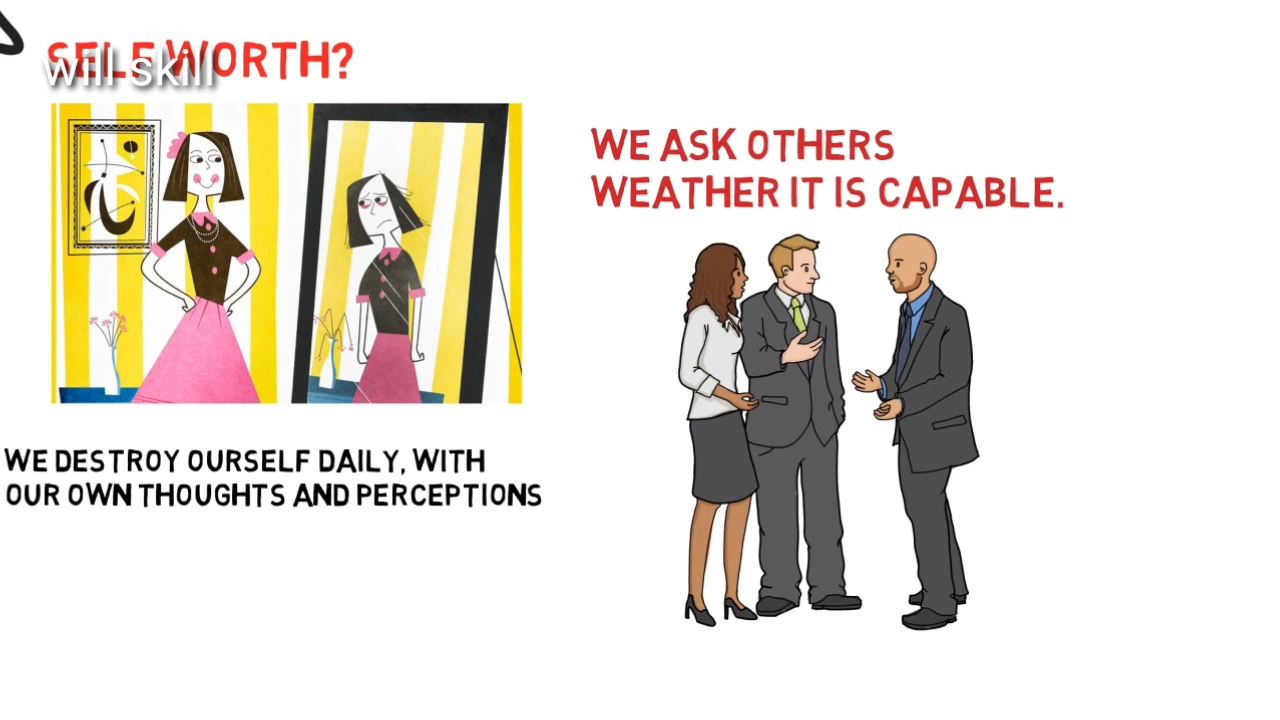 SELF WORTH?
will skill
WE ASK OTHERS
WEATHER IT IS CAPABLE.
WE DESTROY OURSELF DAILY, WITH
OUR OWN THOUGHTS AND PERCEPTIONS